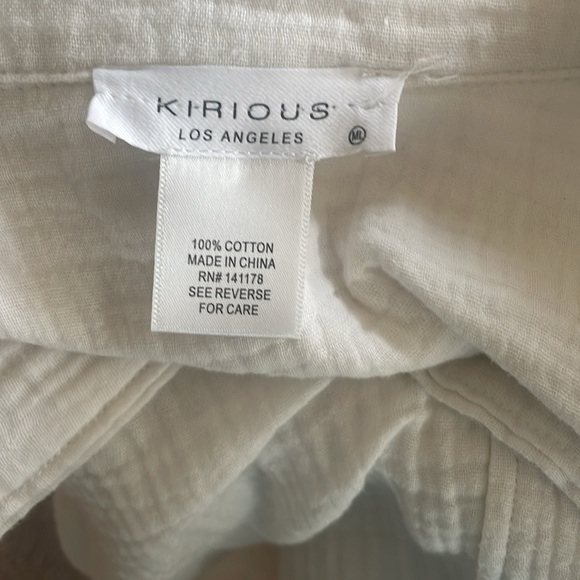 KIRIOUS
LOS ANGELES
ML
100% COTTON
MADE IN CHINA
RN# 141178
SEE REVERSE
FOR CARE